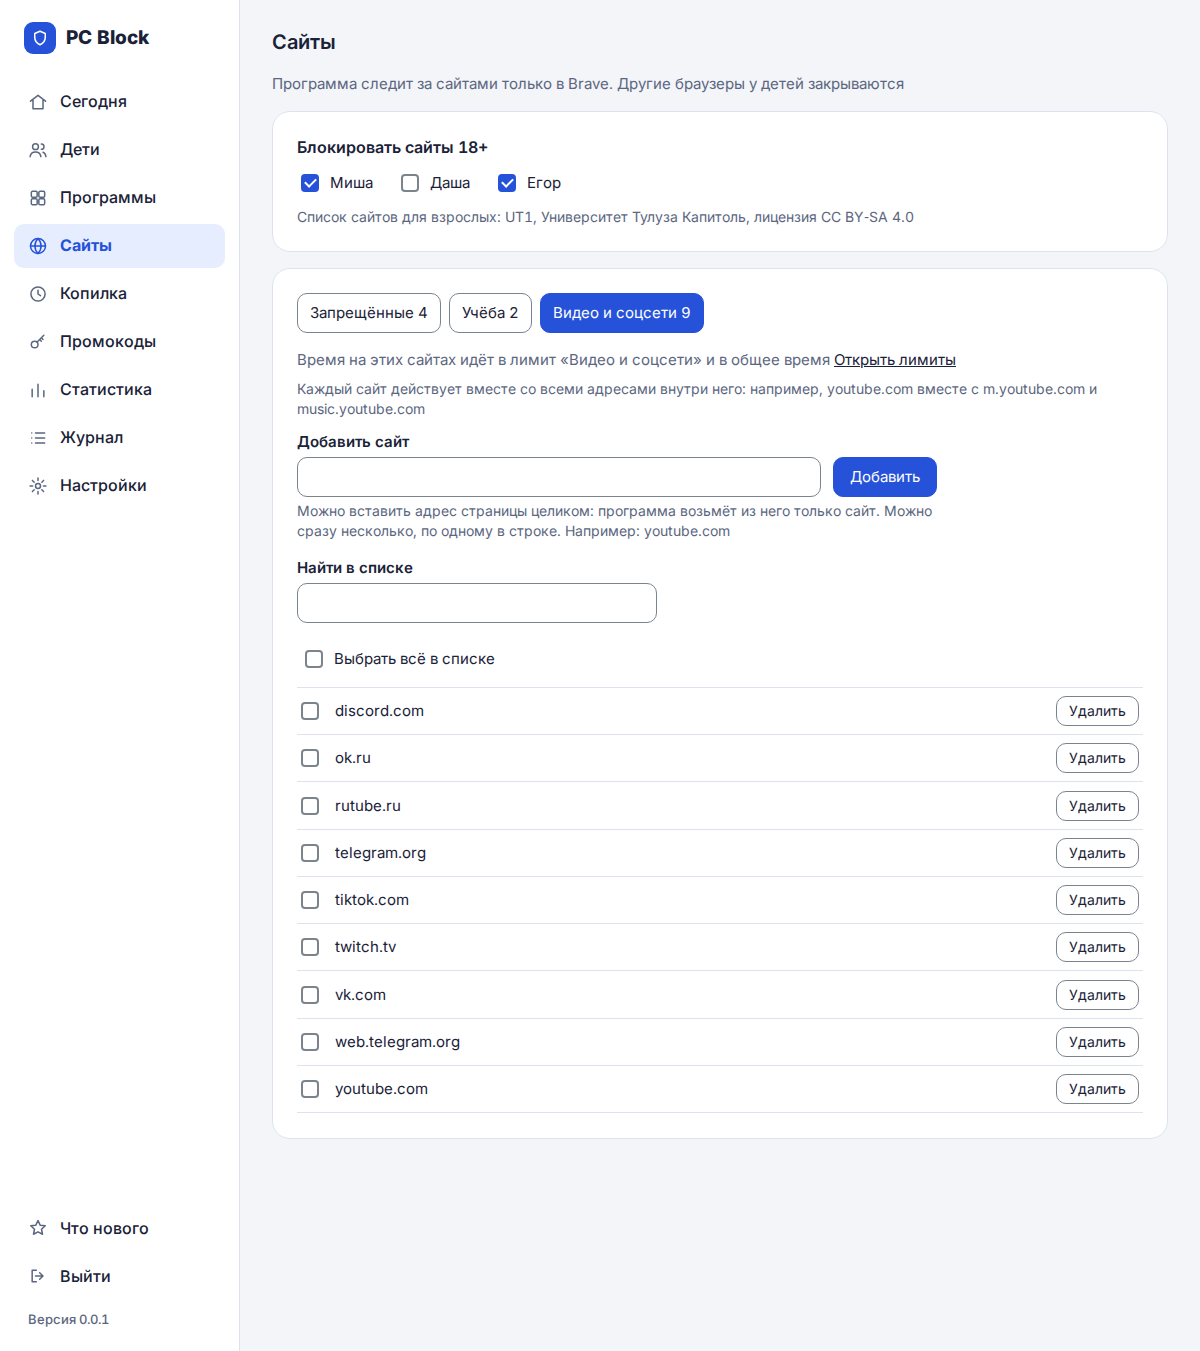 PC Block
Сегодня
Дети
Программы
Сайты
Копилка
Промокоды
Статистика
Журнал
Настройки
Что нового
Выйти
Версия 0.0.1
Сайты
Программа следит за сайтами только в Brave. Другие браузеры у детей закрываются
Блокировать сайты 18+
Миша Даша Егор
Список сайтов для взрослых: UT1, Университет Тулуза Капитоль, лицензия CC BY-SA 4.0
Запрещённые 4 Учёба 2 Видео и соцсети 9
Время на этих сайтах идёт в лимит «Видео и соцсети» и в общее время Открыть лимиты
Каждый сайт действует вместе со всеми адресами внутри него: например, youtube.com вместе с m.youtube.com и
music.youtube.com
Добавить сайт
Добавить
Можно вставить адрес страницы целиком: программа возьмёт из него только сайт. Можно
сразу несколько, по одному в строке. Например: youtube.com
Найти в списке
Выбрать всё в списке
discord.com Удалить
ok.ru Удалить
rutube.ru Удалить
telegram.org Удалить
tiktok.com Удалить
twitch.tv Удалить
vk.com Удалить
web.telegram.org Удалить
youtube.com Удалить